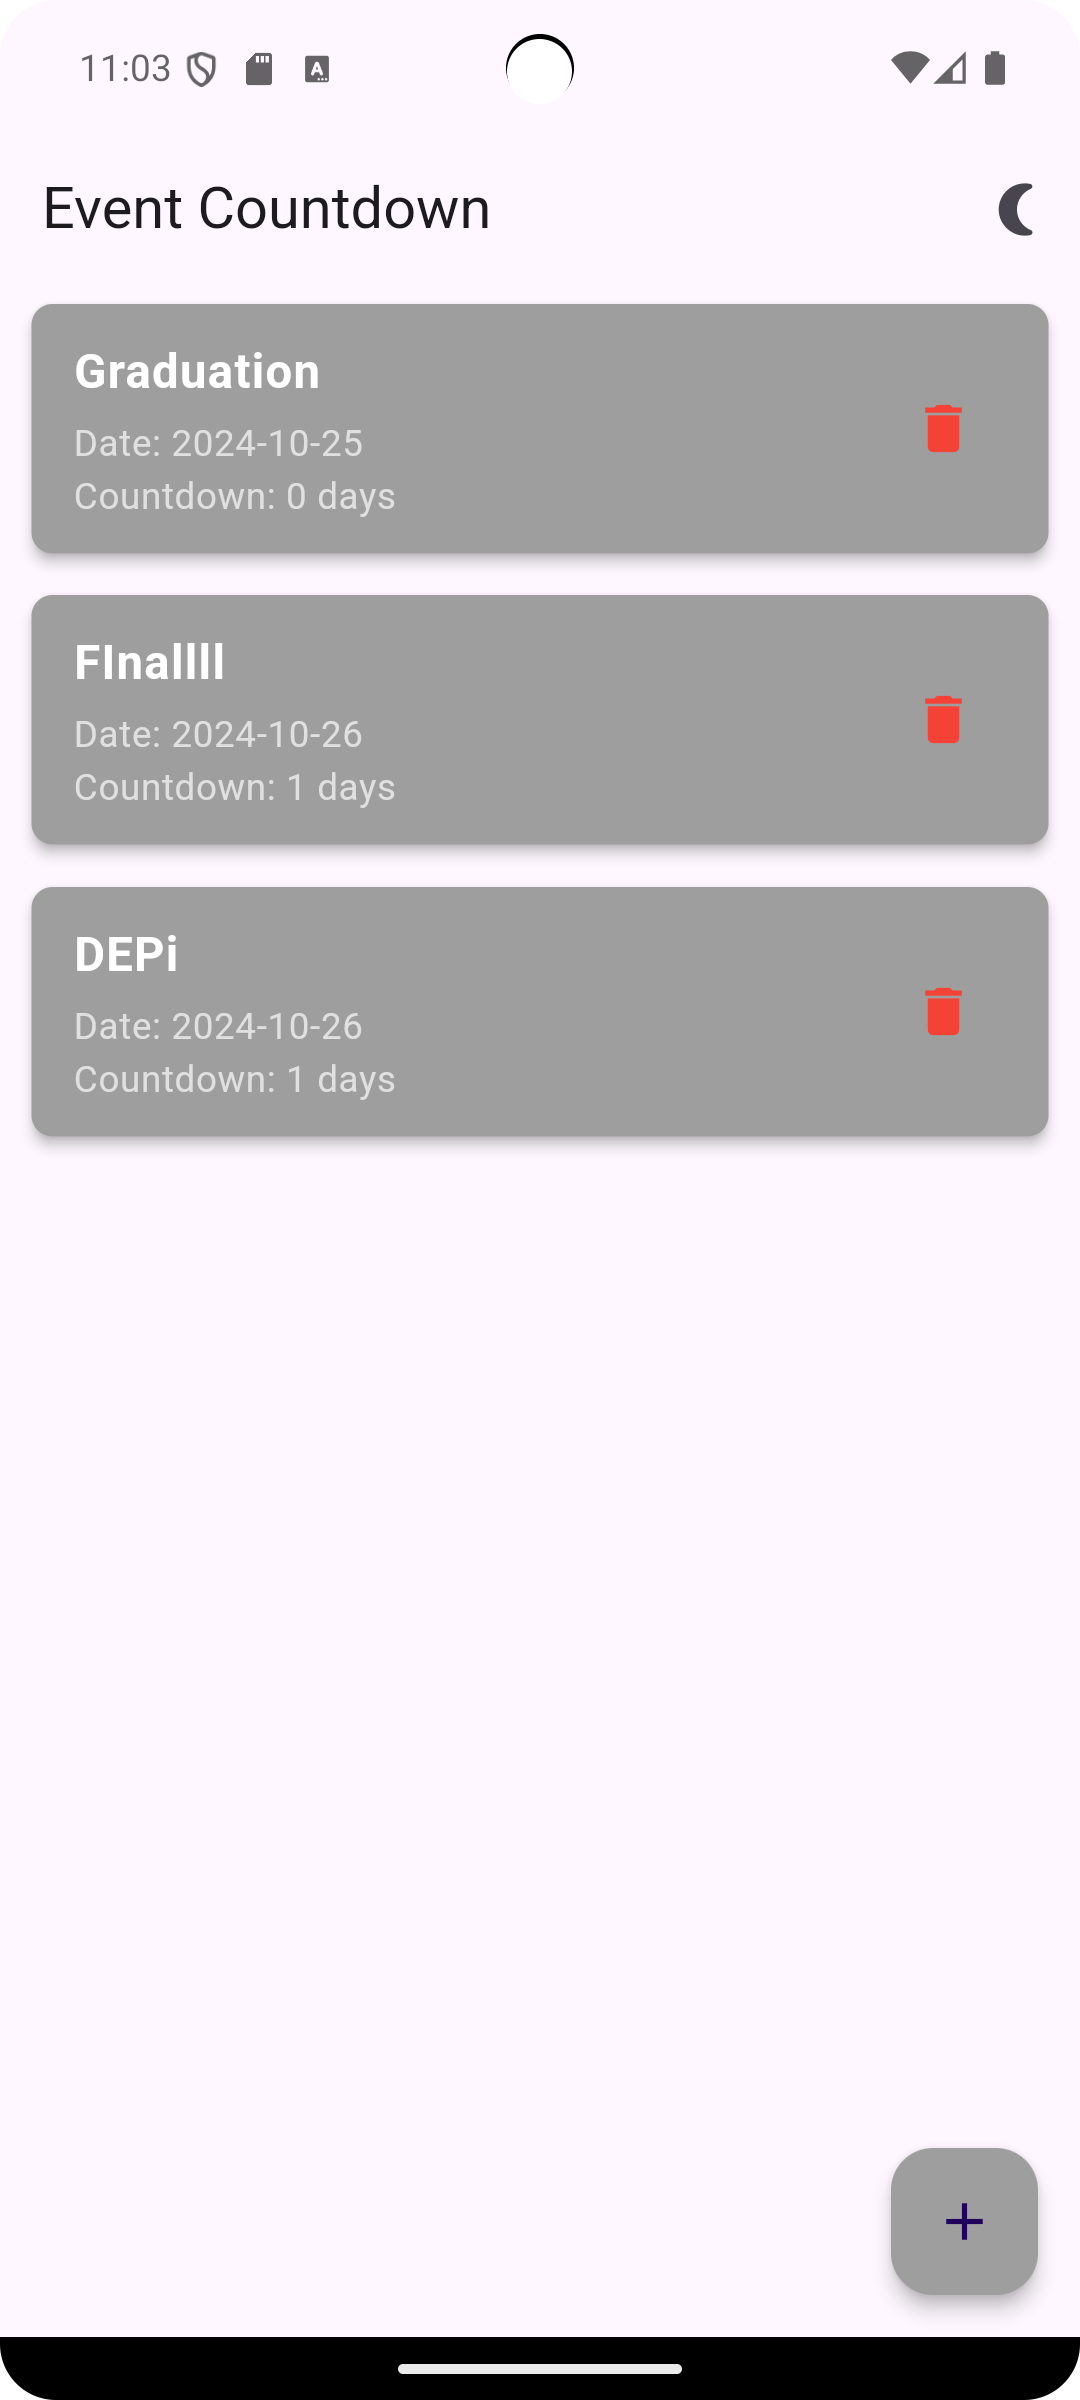 11:03
Event Countdown
Graduation
Date: 2024-10-25
Countdown: 0 days
FInallll
Date: 2024-10-26
Countdown: 1 days
DEPi
Date: 2024-10-26
Countdown: 1 days